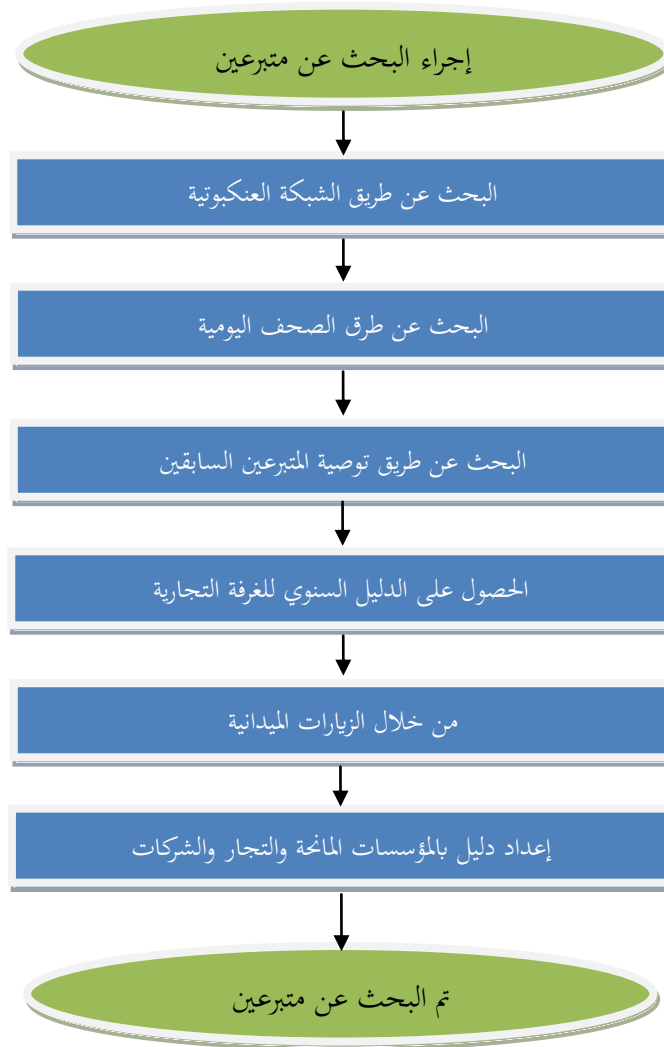 إجراء البحث عن متبرعين
البحث عن طريق الشبكة العنكبوتية
البحث عن طرق الصحف اليومية
البحث عن طريق توصية المتبرعين السابقين
الحصول على الدليل السنوي للغرفة التجارية
من خلال الزيارات الميدانية
إعداد دليل بالمؤسسات المانحة والتجار والشركات
تم البحث عن متبرعين